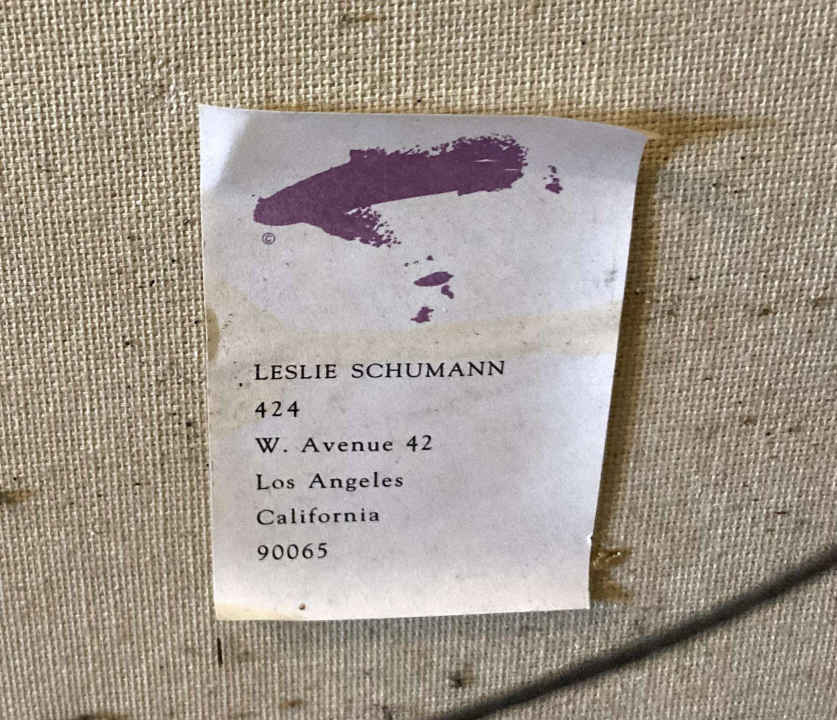 ©
LESLIE SCHUMANN
424
W. Avenue 42
Los Angeles
California
90065